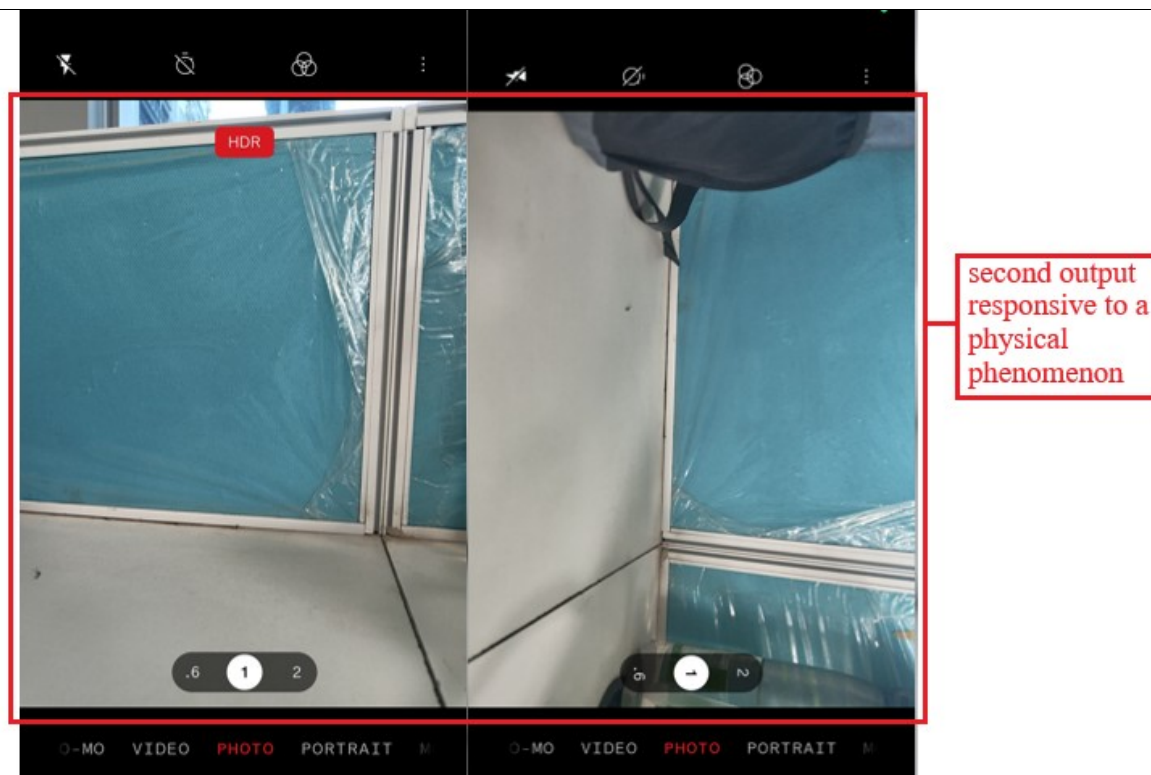 HDR
second output
responsive to a
physical
phenomenon
.6 1 2
.6 1 2
O-MO VIDEO PHOTO PORTRAIT M
O-MO VIDEO PHOTO PORTRAIT M